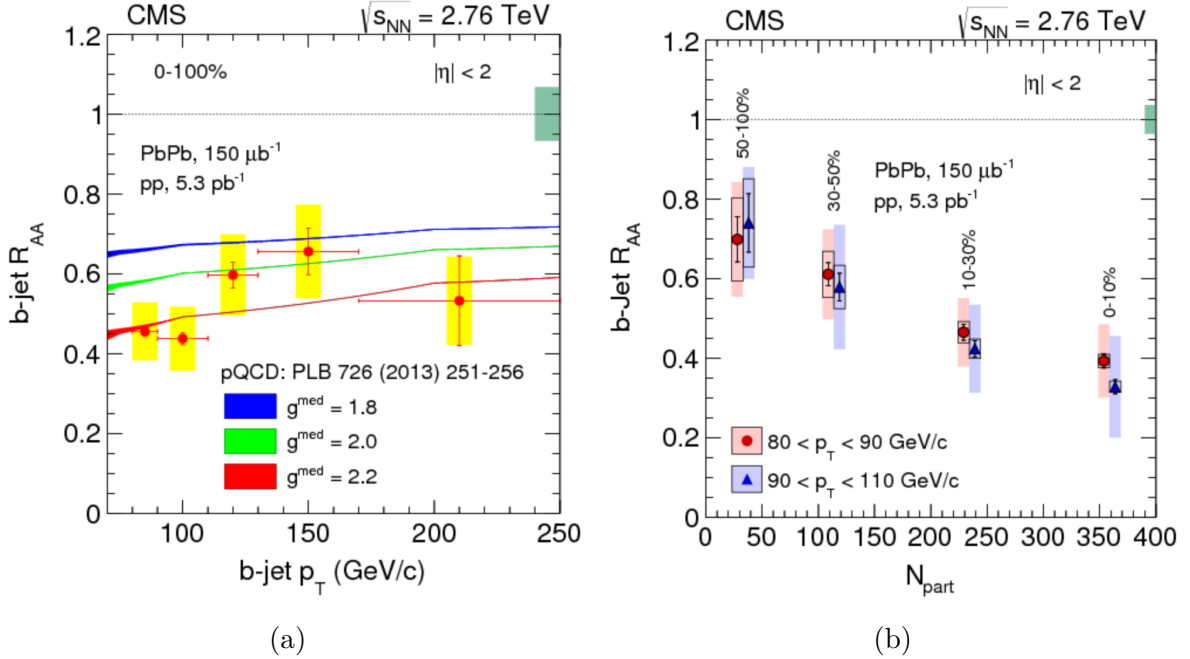 CMS √sNN = 2.76 TeV
b-jet RAA
1.2
1
0.8
0.6
0.4
0.2
0
0-100% |η| < 2
PbPb, 150 μb-1
pp, 5.3 pb-1
pQCD: PLB 726 (2013) 251-256
gmed = 1.8
gmed = 2.0
gmed = 2.2
100 150 200 250
b-jet pT (GeV/c)
(a)
CMS √sNN = 2.76 TeV
b-Jet RAA
1.2
1
0.8
0.6
0.4
0.2
0
|η| < 2
50-100%
30-50%
10-30%
0-10%
PbPb, 150 μb-1
pp, 5.3 pb-1
80 < pT < 90 GeV/c
90 < pT < 110 GeV/c
0 50 100 150 200 250 300 350 400
Npart
(b)